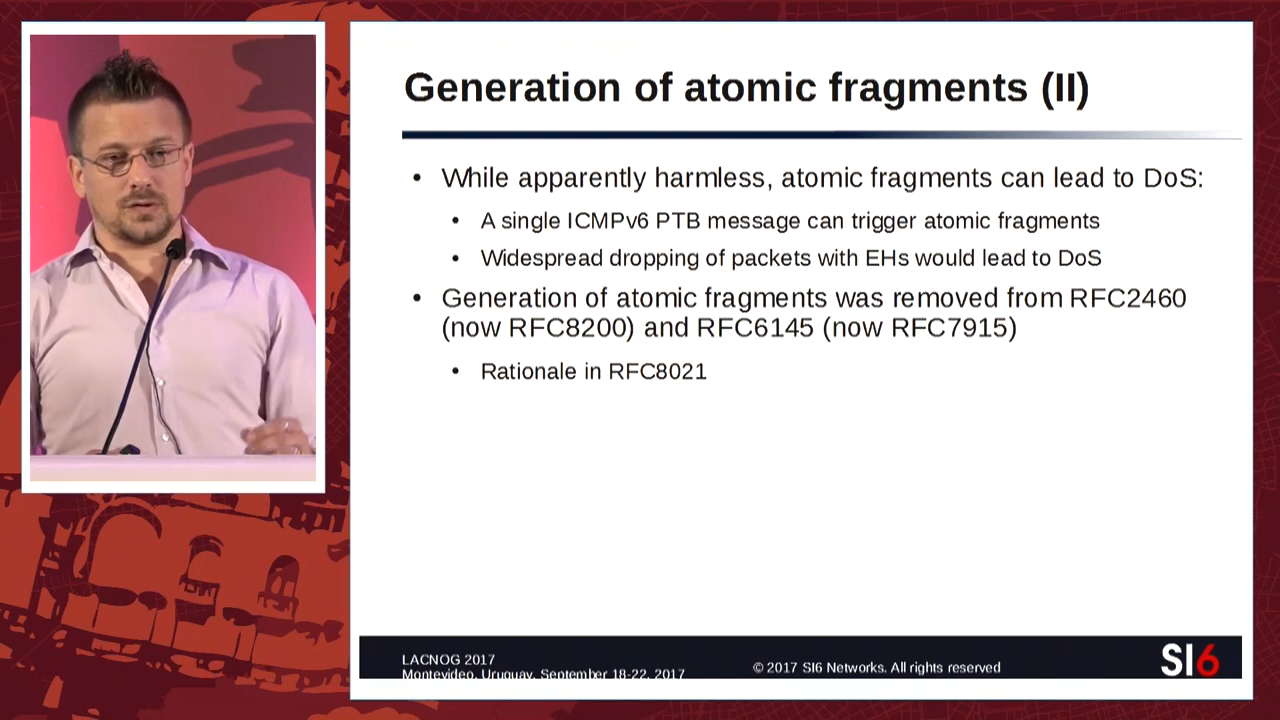 Generation of atomic fragments (II)
• While apparently harmless, atomic fragments can lead to DoS:
• A single ICMPv6 PTB message can trigger atomic fragments
• Widespread dropping of packets with EHs would lead to DoS
• Generation of atomic fragments was removed from RFC2460
(now RFC8200) and RFC6145 (now RFC7915)
• Rationale in RFC8021
LACNOG 2017
Montevideo, Uruguay, September 18-22, 2017
© 2017 SI6 Networks. All rights reserved
SI6